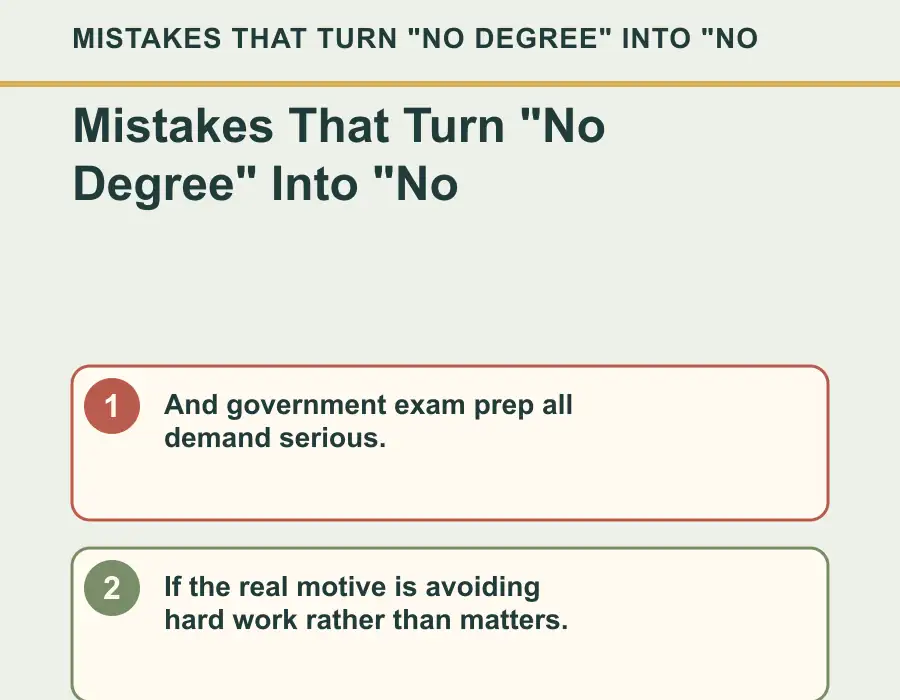 MISTAKES THAT TURN "NO DEGREE" INTO "NO
Mistakes That Turn "No
Degree" Into "No
1
And government exam prep all
demand serious.
2
If the real motive is avoiding
hard work rather than matters.